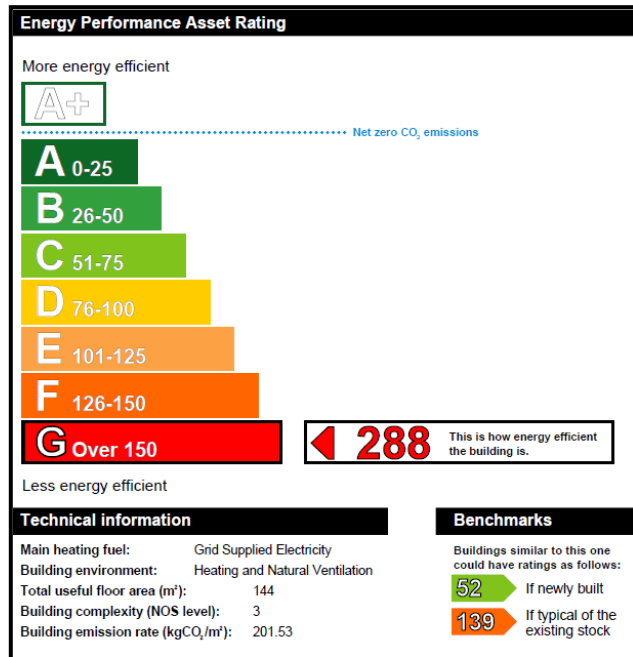 Energy Performance Asset Rating
More energy efficient
A+
Net zero CO₂ emissions
A 0-25
B 26-50
C 51-75
D 76-100
E 101-125
F 126-150
G Over 150
288
This is how energy efficient
the building is.
Less energy efficient
Technical information
Main heating fuel: Grid Supplied Electricity
Building environment: Heating and Natural Ventilation
Total useful floor area (m²): 144
Building complexity (NOS level): 3
Building emission rate (kgCO₂/m²): 201.53
Benchmarks
Buildings similar to this one
could have ratings as follows:
52 If newly built
139 If typical of the
existing stock